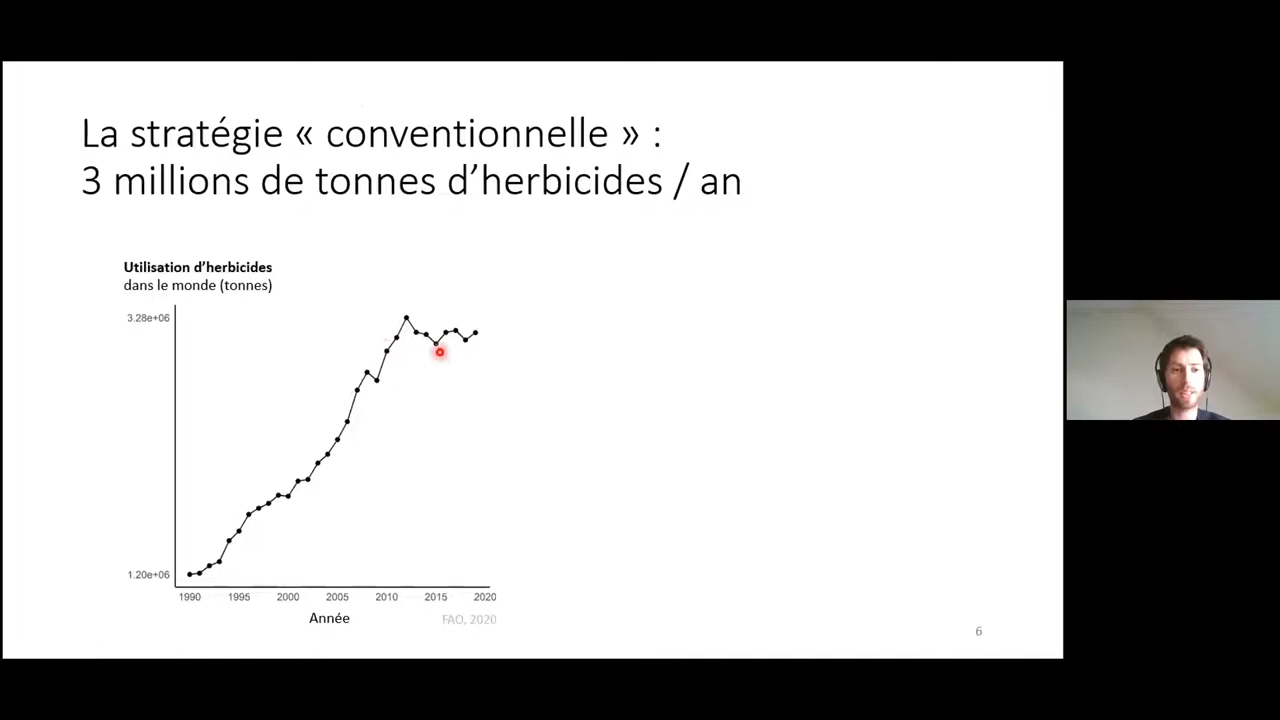 La stratégie « conventionnelle » :
3 millions de tonnes d’herbicides / an
Utilisation d’herbicides
dans le monde (tonnes)
3.28e+06
1.20e+06
1990 1995 2000 2005 2010 2015 2020
Année
FAO, 2020
6